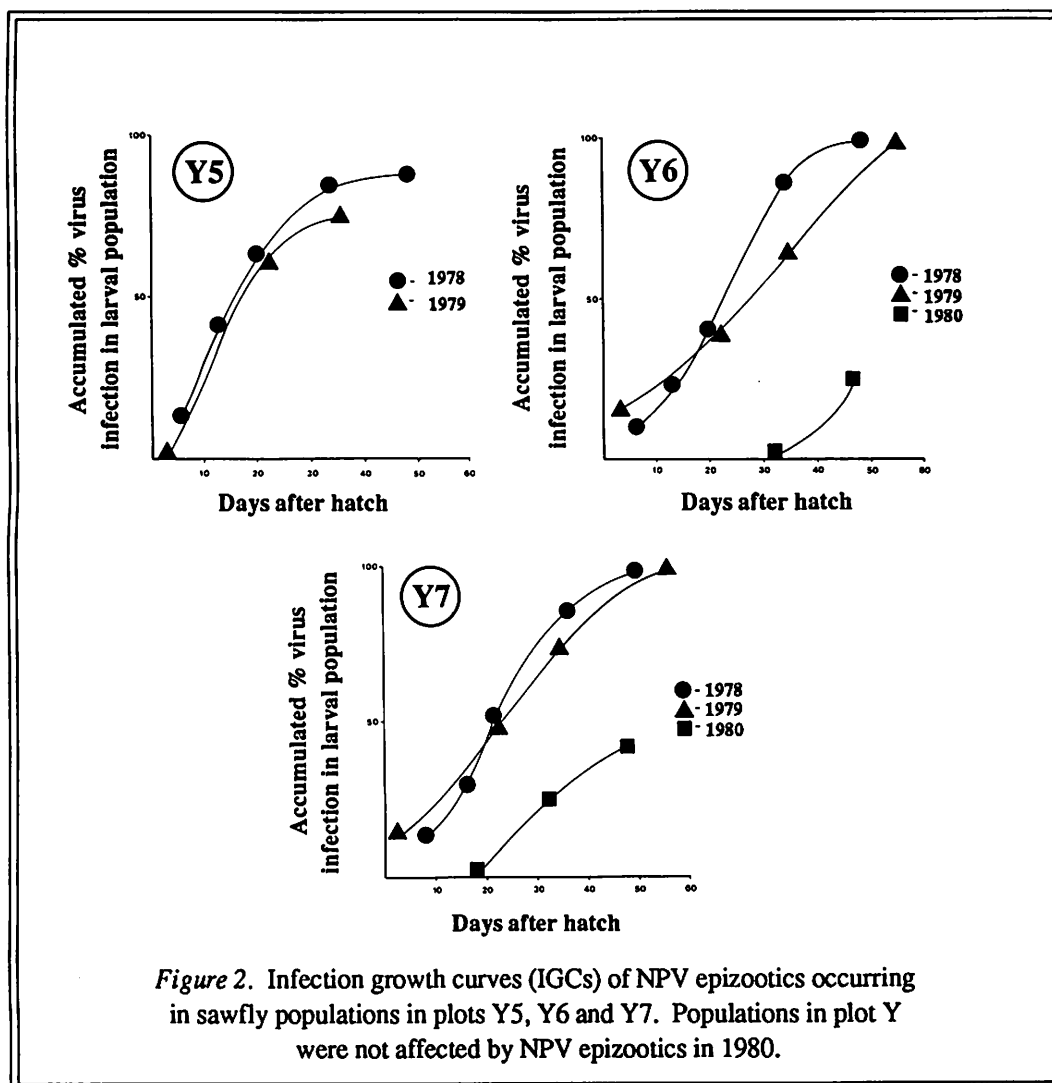 Y5
Accumulated % virus
infection in larval population
100
50
● - 1978
▲ - 1979
10 20 30 40 50 60
Days after hatch
Y6
Accumulated % virus
infection in larval population
100
50
● - 1978
▲ - 1979
■ - 1980
10 20 30 40 50 80
Days after hatch
Y7
Accumulated % virus
infection in larval population
100
50
● - 1978
▲ - 1979
■ - 1980
10 20 30 40 50 60
Days after hatch
Figure 2. Infection growth curves (IGCs) of NPV epizootics occurring
in sawfly populations in plots Y5, Y6 and Y7. Populations in plot Y
were not affected by NPV epizootics in 1980.